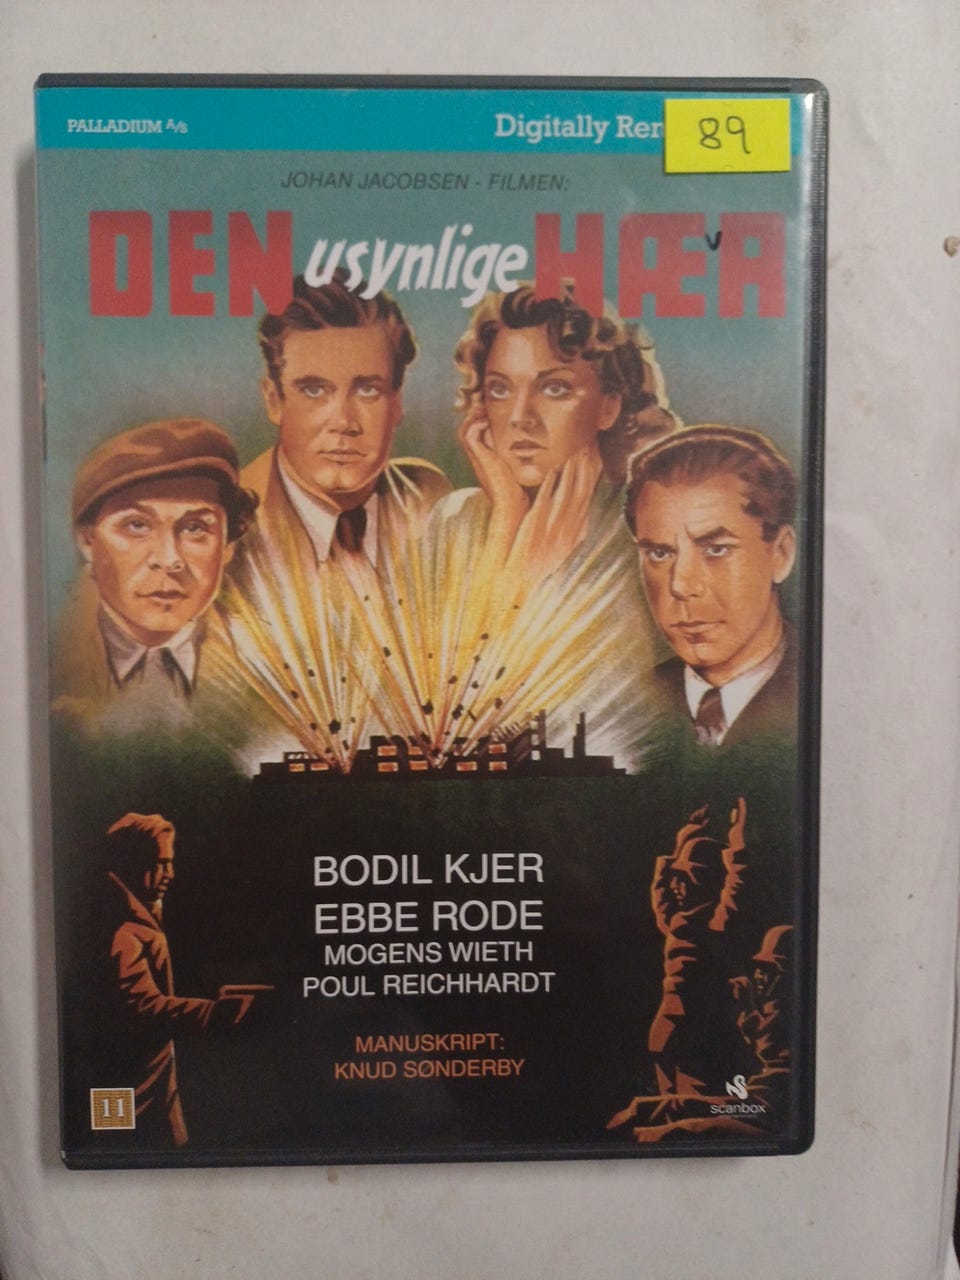 PALLADIUM A/S
Digitally Rem
89
JOHAN JACOBSEN - FILMEN:
DEN usynlige HÆR
BODIL KJER
EBBE RODE
MOGENS WIETH
POUL REICHHARDT
MANUSKRIPT:
KNUD SØNDERBY
11
scanbox